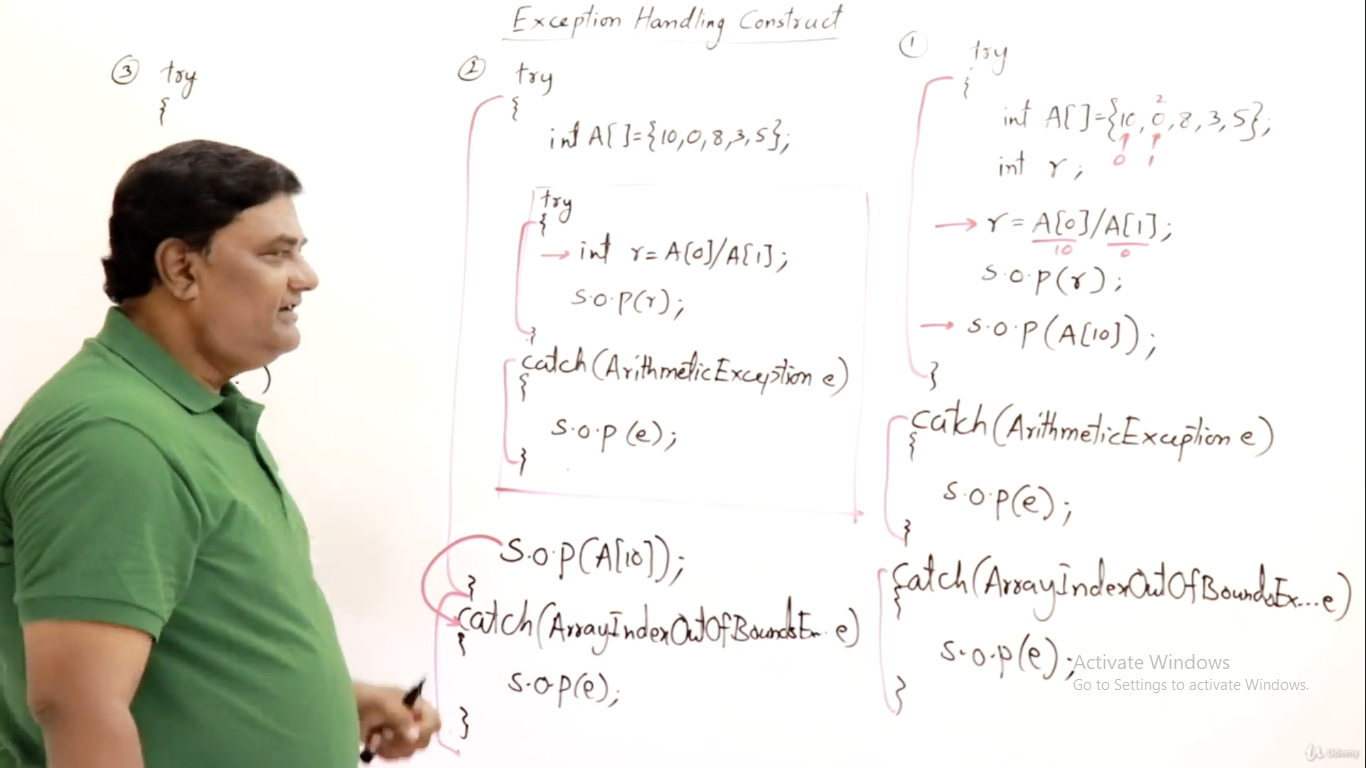 Exception Handling Construct
① try
{
int A[]={10,0,8,3,5};
2
0 1
int r;
→ r = A[0]/A[1];
10 0
S.O.P(r);
→ S.O.P(A[10]);
}
catch(ArithmeticException e)
{
S.O.P(e);
}
catch(ArrayIndexOutOfBoundsEx... e)
{
S.O.P(e);
}
② try
{
int A[]={10,0,8,3,5};
try
{
→ int r= A[0]/A[1];
S.O.P(r);
}
catch(ArithmeticException e)
{
S.O.P(e);
}
S.O.P(A[10]);
}
catch(ArrayIndexOutOfBoundsEx.. e)
{
S.O.P(e);
}
③ try
{
)
Activate Windows
Go to Settings to activate Windows.
Udemy